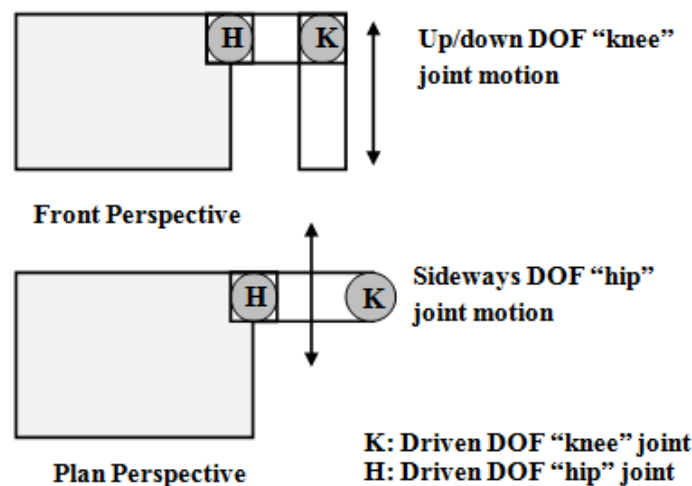 H
K
Up/down DOF “knee”
joint motion
Front Perspective
H
K
Sideways DOF “hip”
joint motion
K: Driven DOF “knee” joint
H: Driven DOF “hip” joint
Plan Perspective